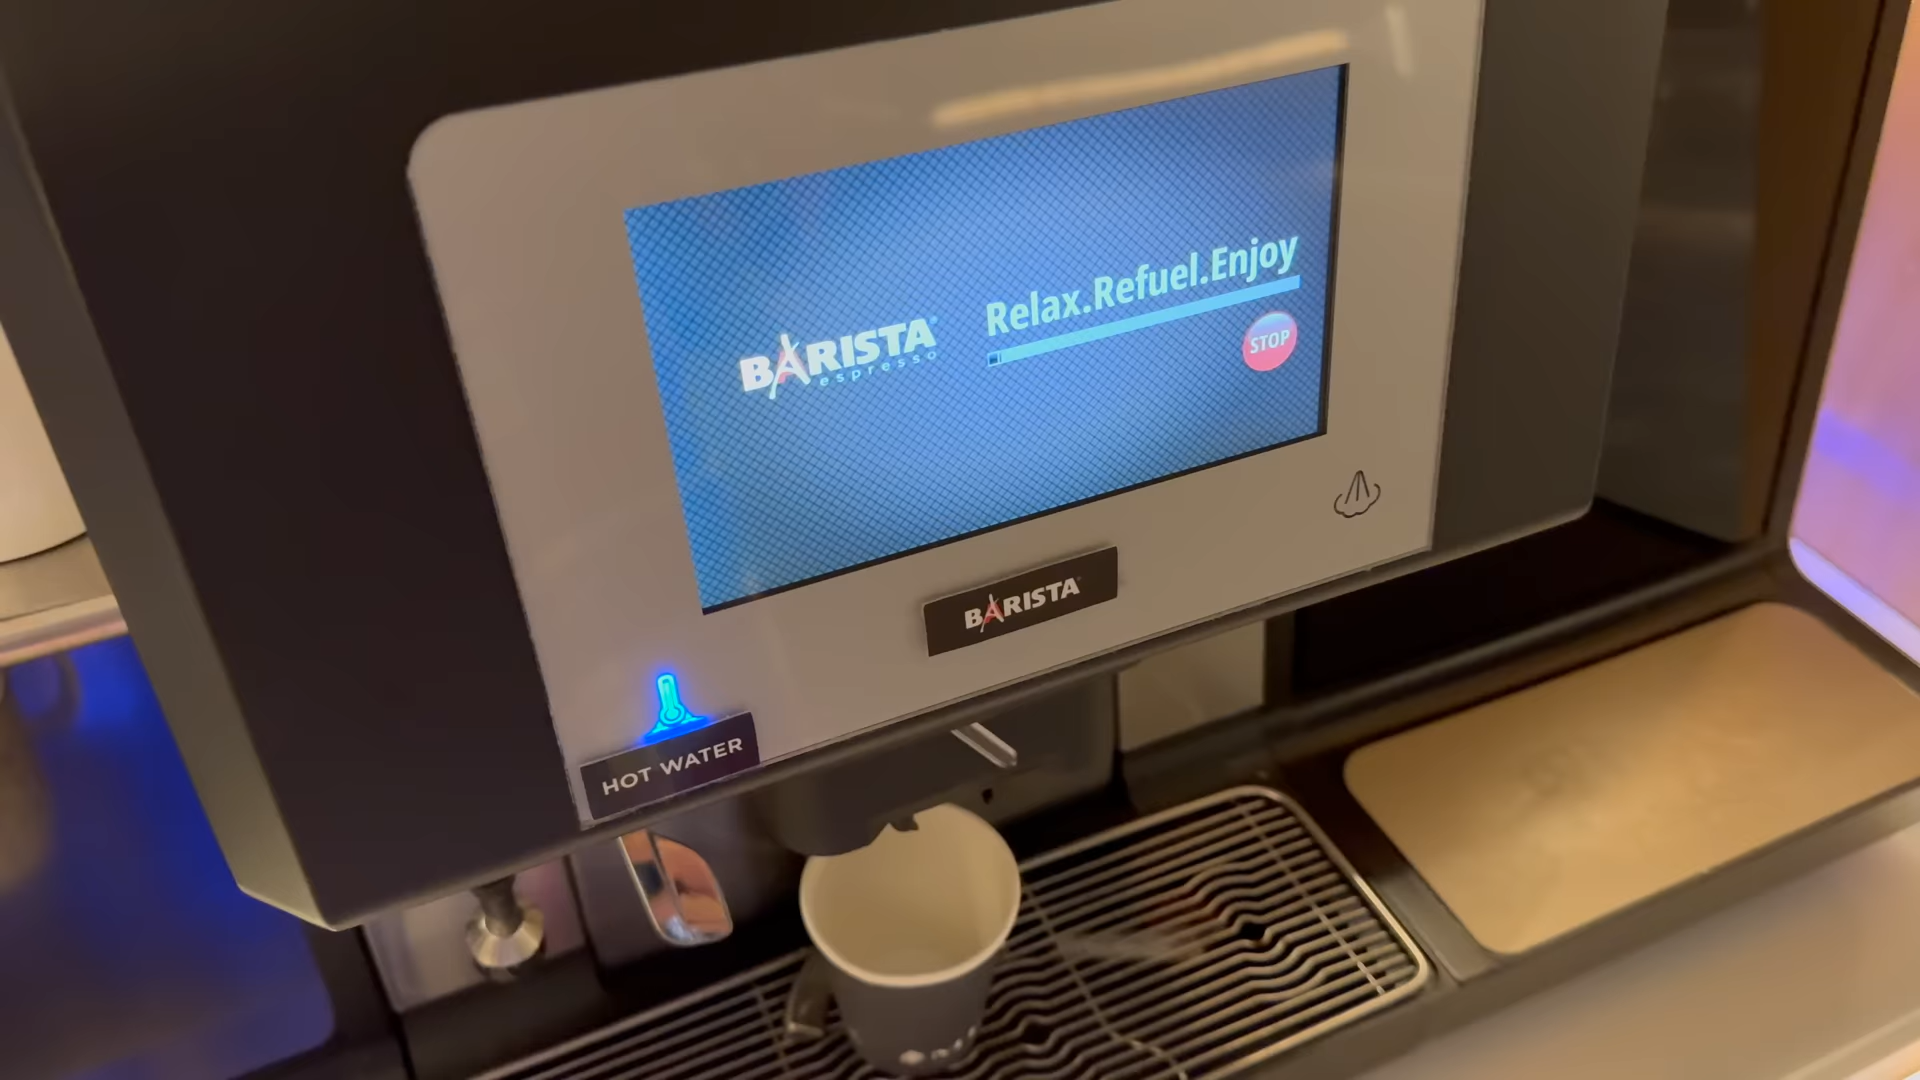 Relax.Refuel.Enjoy
BARISTA
espresso
STOP
BARISTA
HOT WATER